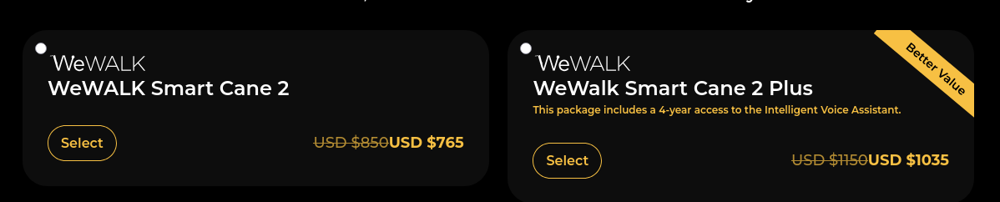 WeWALK
WeWALK Smart Cane 2
Select
USD $850USD $765
WeWALK
WeWalk Smart Cane 2 Plus
This package includes a 4-year access to the Intelligent Voice Assistant.
Better Value
Select
USD $1150USD $1035